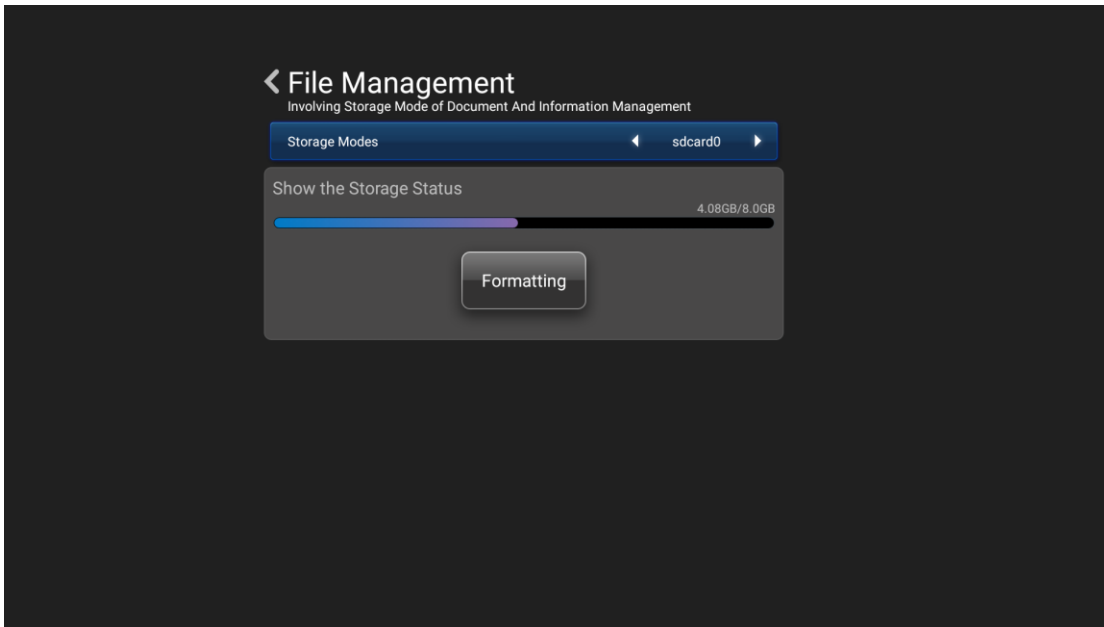 File Management
Involving Storage Mode of Document And Information Management
Storage Modes sdcard0
Show the Storage Status
4.08GB/8.0GB
Formatting